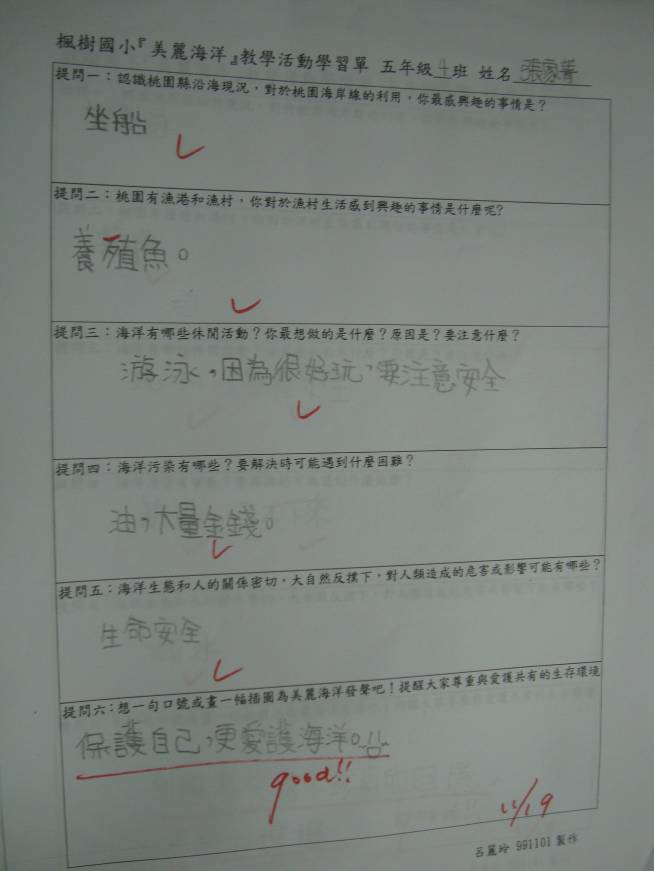 楓樹國小『美麗海洋』教學活動學習單 五年級4班 姓名 張家菁
提問一：認識桃園縣沿海現況，對於桃園海岸線的利用，你最感興趣的事情是？
坐船
提問二：桃園有漁港和漁村，你對於漁村生活感到興趣的事情是什麼呢?
養殖魚。
提問三：海洋有哪些休閒活動？你最想做的是什麼？原因是？要注意什麼？
游泳，因為很好玩，要注意安全
提問四：海洋污染有哪些？要解決時可能遇到什麼困難？
油，大量金錢。
提問五：海洋生態和人的關係密切，大自然反撲下，對人類造成的危害或影響可能有哪些？
生命安全
提問六：想一句口號或畫一幅插圖為美麗海洋發聲吧！提醒大家尊重與愛護共有的生存環境
保護自己，更愛護海洋。!!
good!!
11/19
呂麗玲 991101 製作